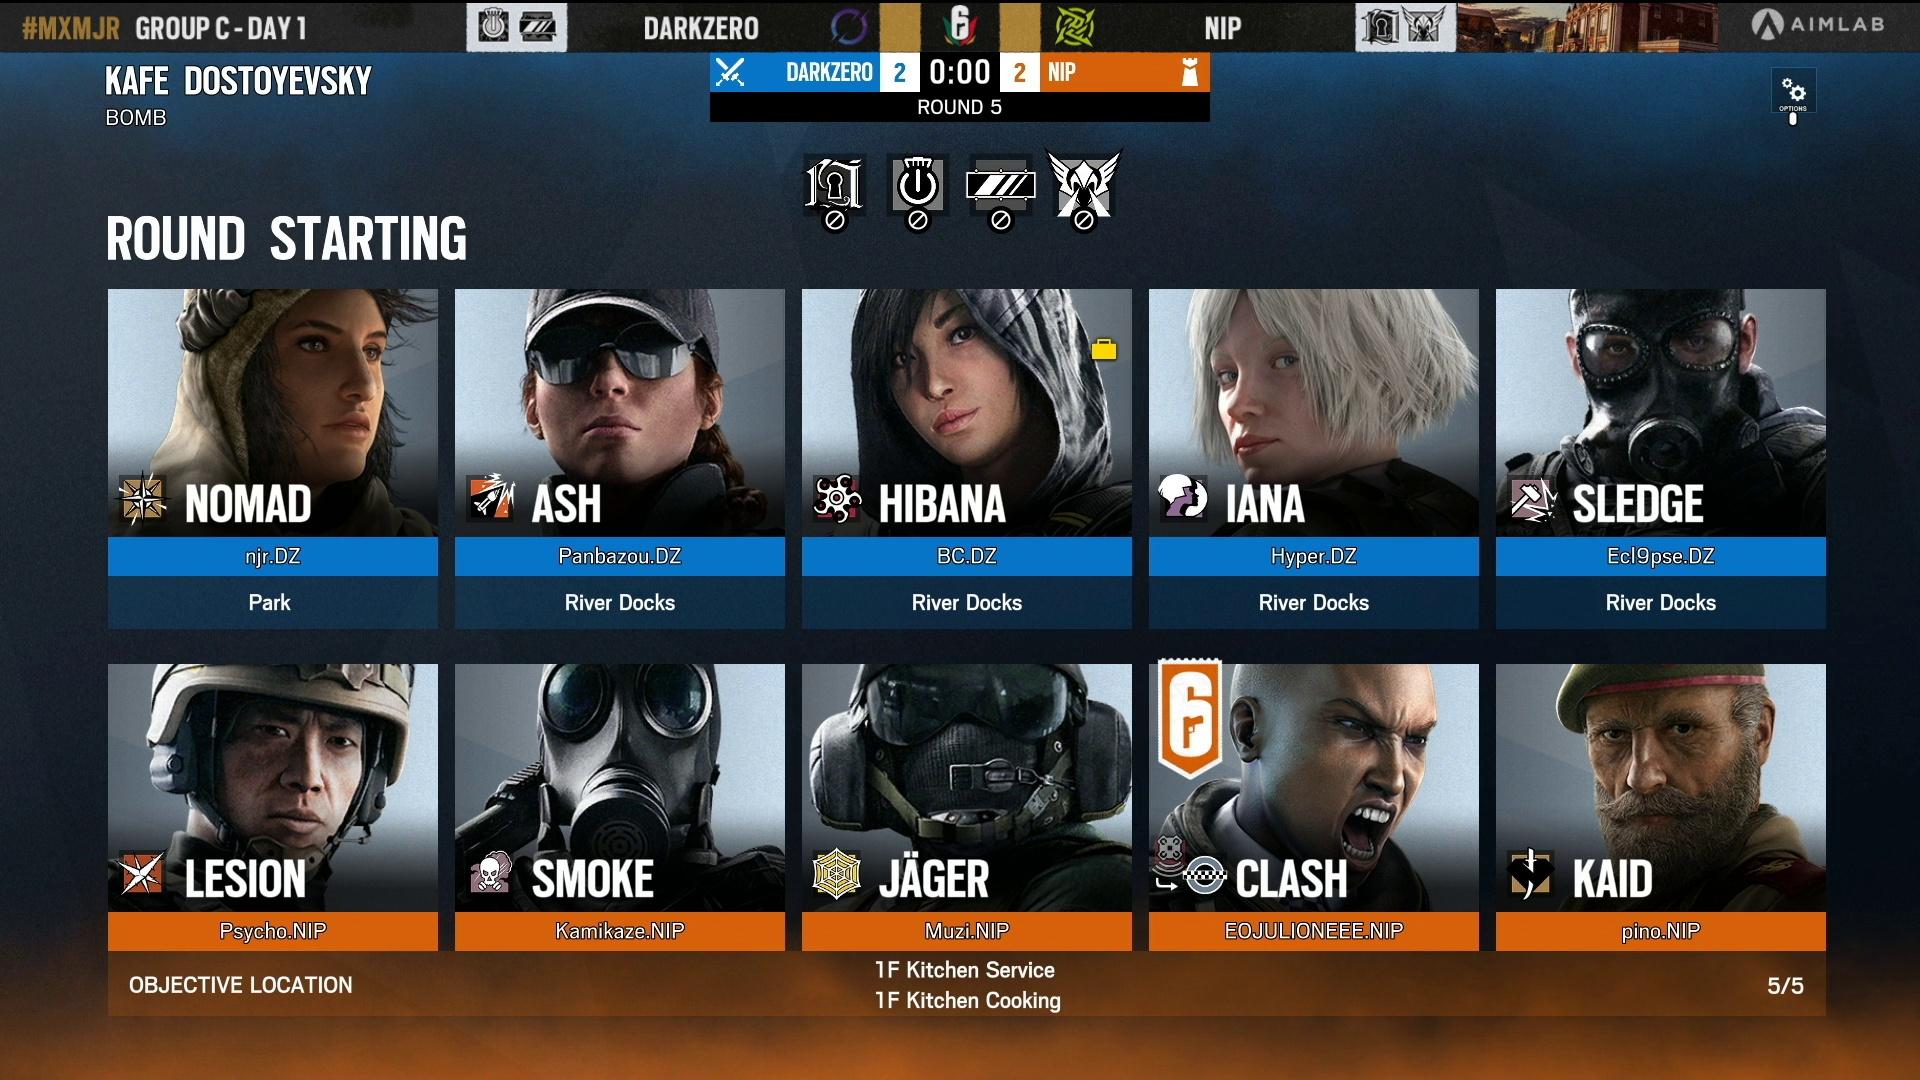 #MXMJR GROUP C - DAY 1
DARKZERO
6
NIP
AIMLAB
KAFE DOSTOYEVSKY
BOMB
DARKZERO 2 0:00 2 NIP
ROUND 5
OPTIONS
ROUND STARTING
NOMAD
njr.DZ
Park
ASH
Panbazou.DZ
River Docks
HIBANA
BC.DZ
River Docks
IANA
Hyper.DZ
River Docks
SLEDGE
Ecl9pse.DZ
River Docks
LESION
Psycho.NIP
SMOKE
Kamikaze.NIP
JÄGER
Muzi.NIP
6
CLASH
EOJULIONEEE.NIP
KAID
pino.NIP
OBJECTIVE LOCATION
1F Kitchen Service
1F Kitchen Cooking
5/5